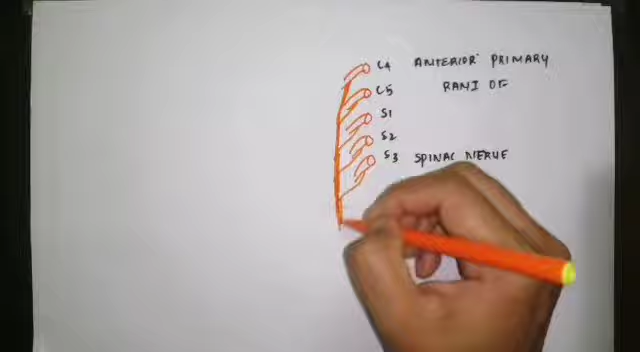 C4 ANTERIOR PRIMARY
C5 RAMI OF
S1
S2
S3 SPINAL NERVE